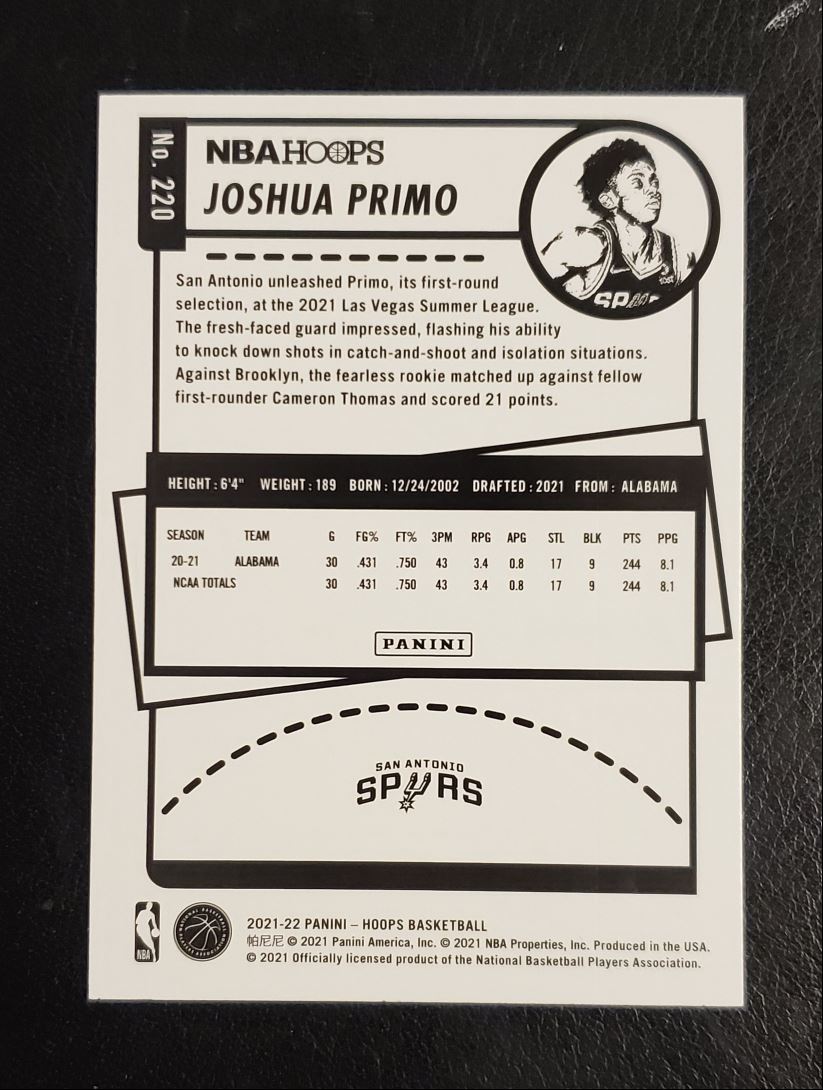 No. 220
NBA HOOPS
JOSHUA PRIMO
San Antonio unleashed Primo, its first-round
selection, at the 2021 Las Vegas Summer League.
The fresh-faced guard impressed, flashing his ability
to knock down shots in catch-and-shoot and isolation situations.
Against Brooklyn, the fearless rookie matched up against fellow
first-rounder Cameron Thomas and scored 21 points.
HEIGHT: 6'4" WEIGHT: 189 BORN: 12/24/2002 DRAFTED: 2021 FROM: ALABAMA
SEASON TEAM G FG% FT% 3PM RPG APG STL BLK PTS PPG
20-21 ALABAMA 30 .431 .750 43 3.4 0.8 17 9 244 8.1
NCAA TOTALS 30 .431 .750 43 3.4 0.8 17 9 244 8.1
PANINI
SAN ANTONIO
SPURS
NBA
2021-22 PANINI – HOOPS BASKETBALL
帕尼尼 © 2021 Panini America, Inc. © 2021 NBA Properties, Inc. Produced in the USA.
© 2021 Officially licensed product of the National Basketball Players Association.